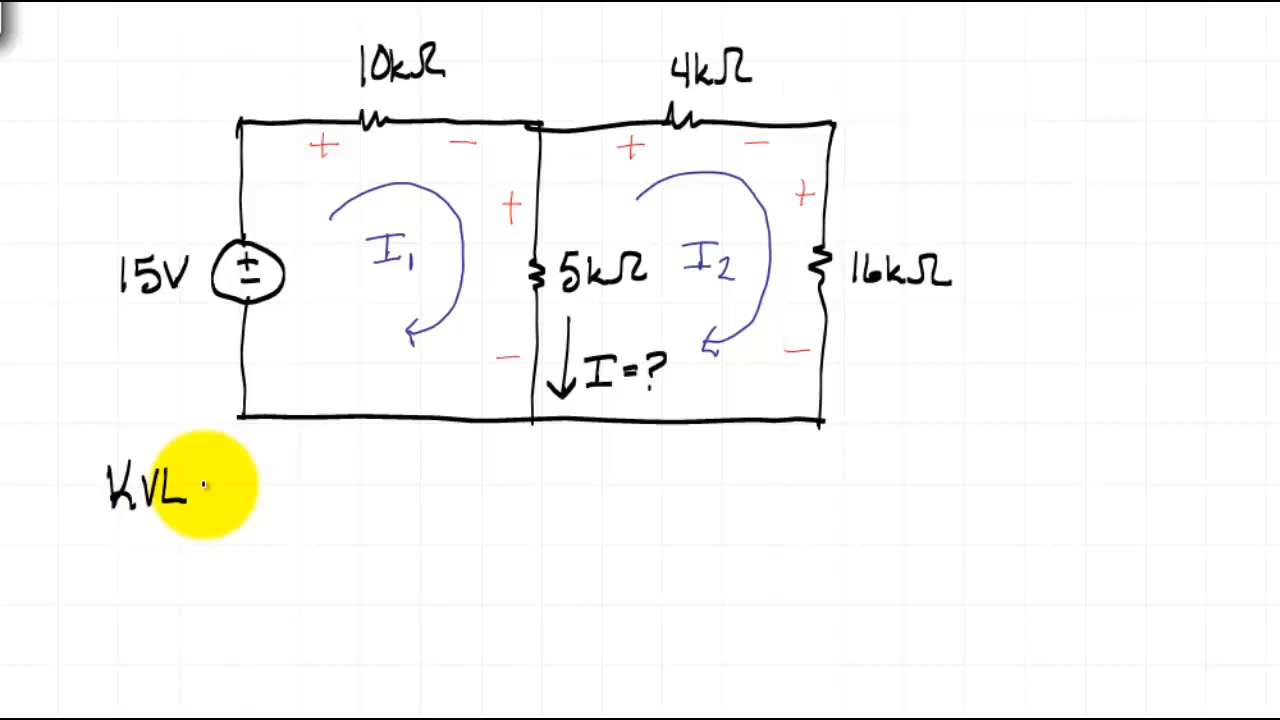 10kΩ
4kΩ
+ − + −
+ +
15V + − I₁ 5kΩ I₂ 16kΩ
− I=? −
KVL